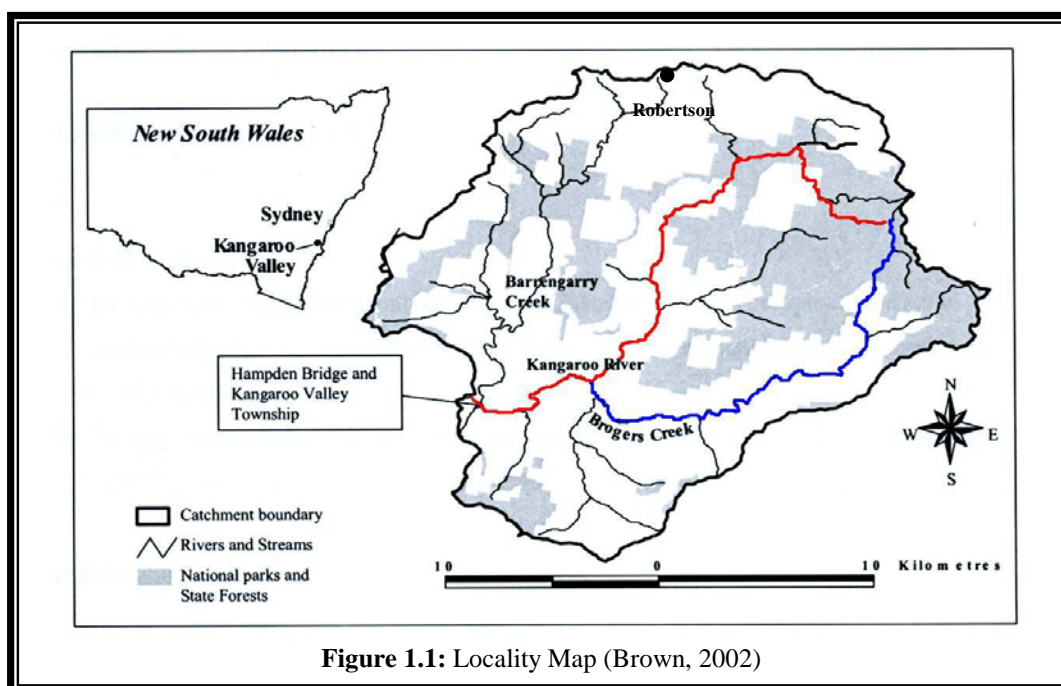 Robertson
New South Wales
Sydney
Kangaroo
Valley
Barrengarry
Creek
Kangaroo River
Hampden Bridge and
Kangaroo Valley
Township
Brogers Creek
N
W E
S
Catchment boundary
Rivers and Streams
National parks and
State Forests
10 0 10 Kilometres
Figure 1.1: Locality Map (Brown, 2002)